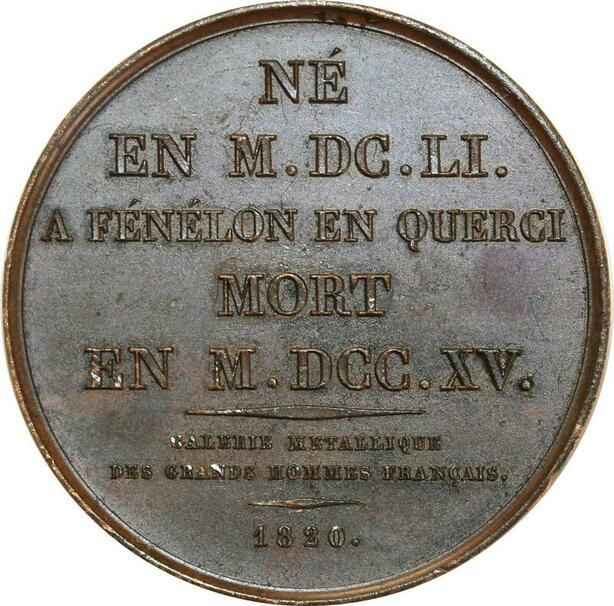 NÉ
EN M.DC.LI.
A FÉNÉLON EN QUERCI
MORT
EN M.DCC.XV.
GALERIE METALLIQUE
DES GRANDS HOMMES FRANÇAIS.
1820.